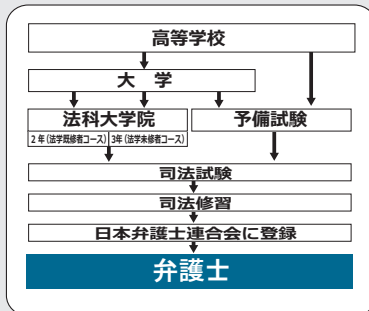 高等学校
大　学
法科大学院
2年(法学既修者コース) 3年(法学未修者コース)
予備試験
司法試験
司法修習
日本弁護士連合会に登録
弁護士